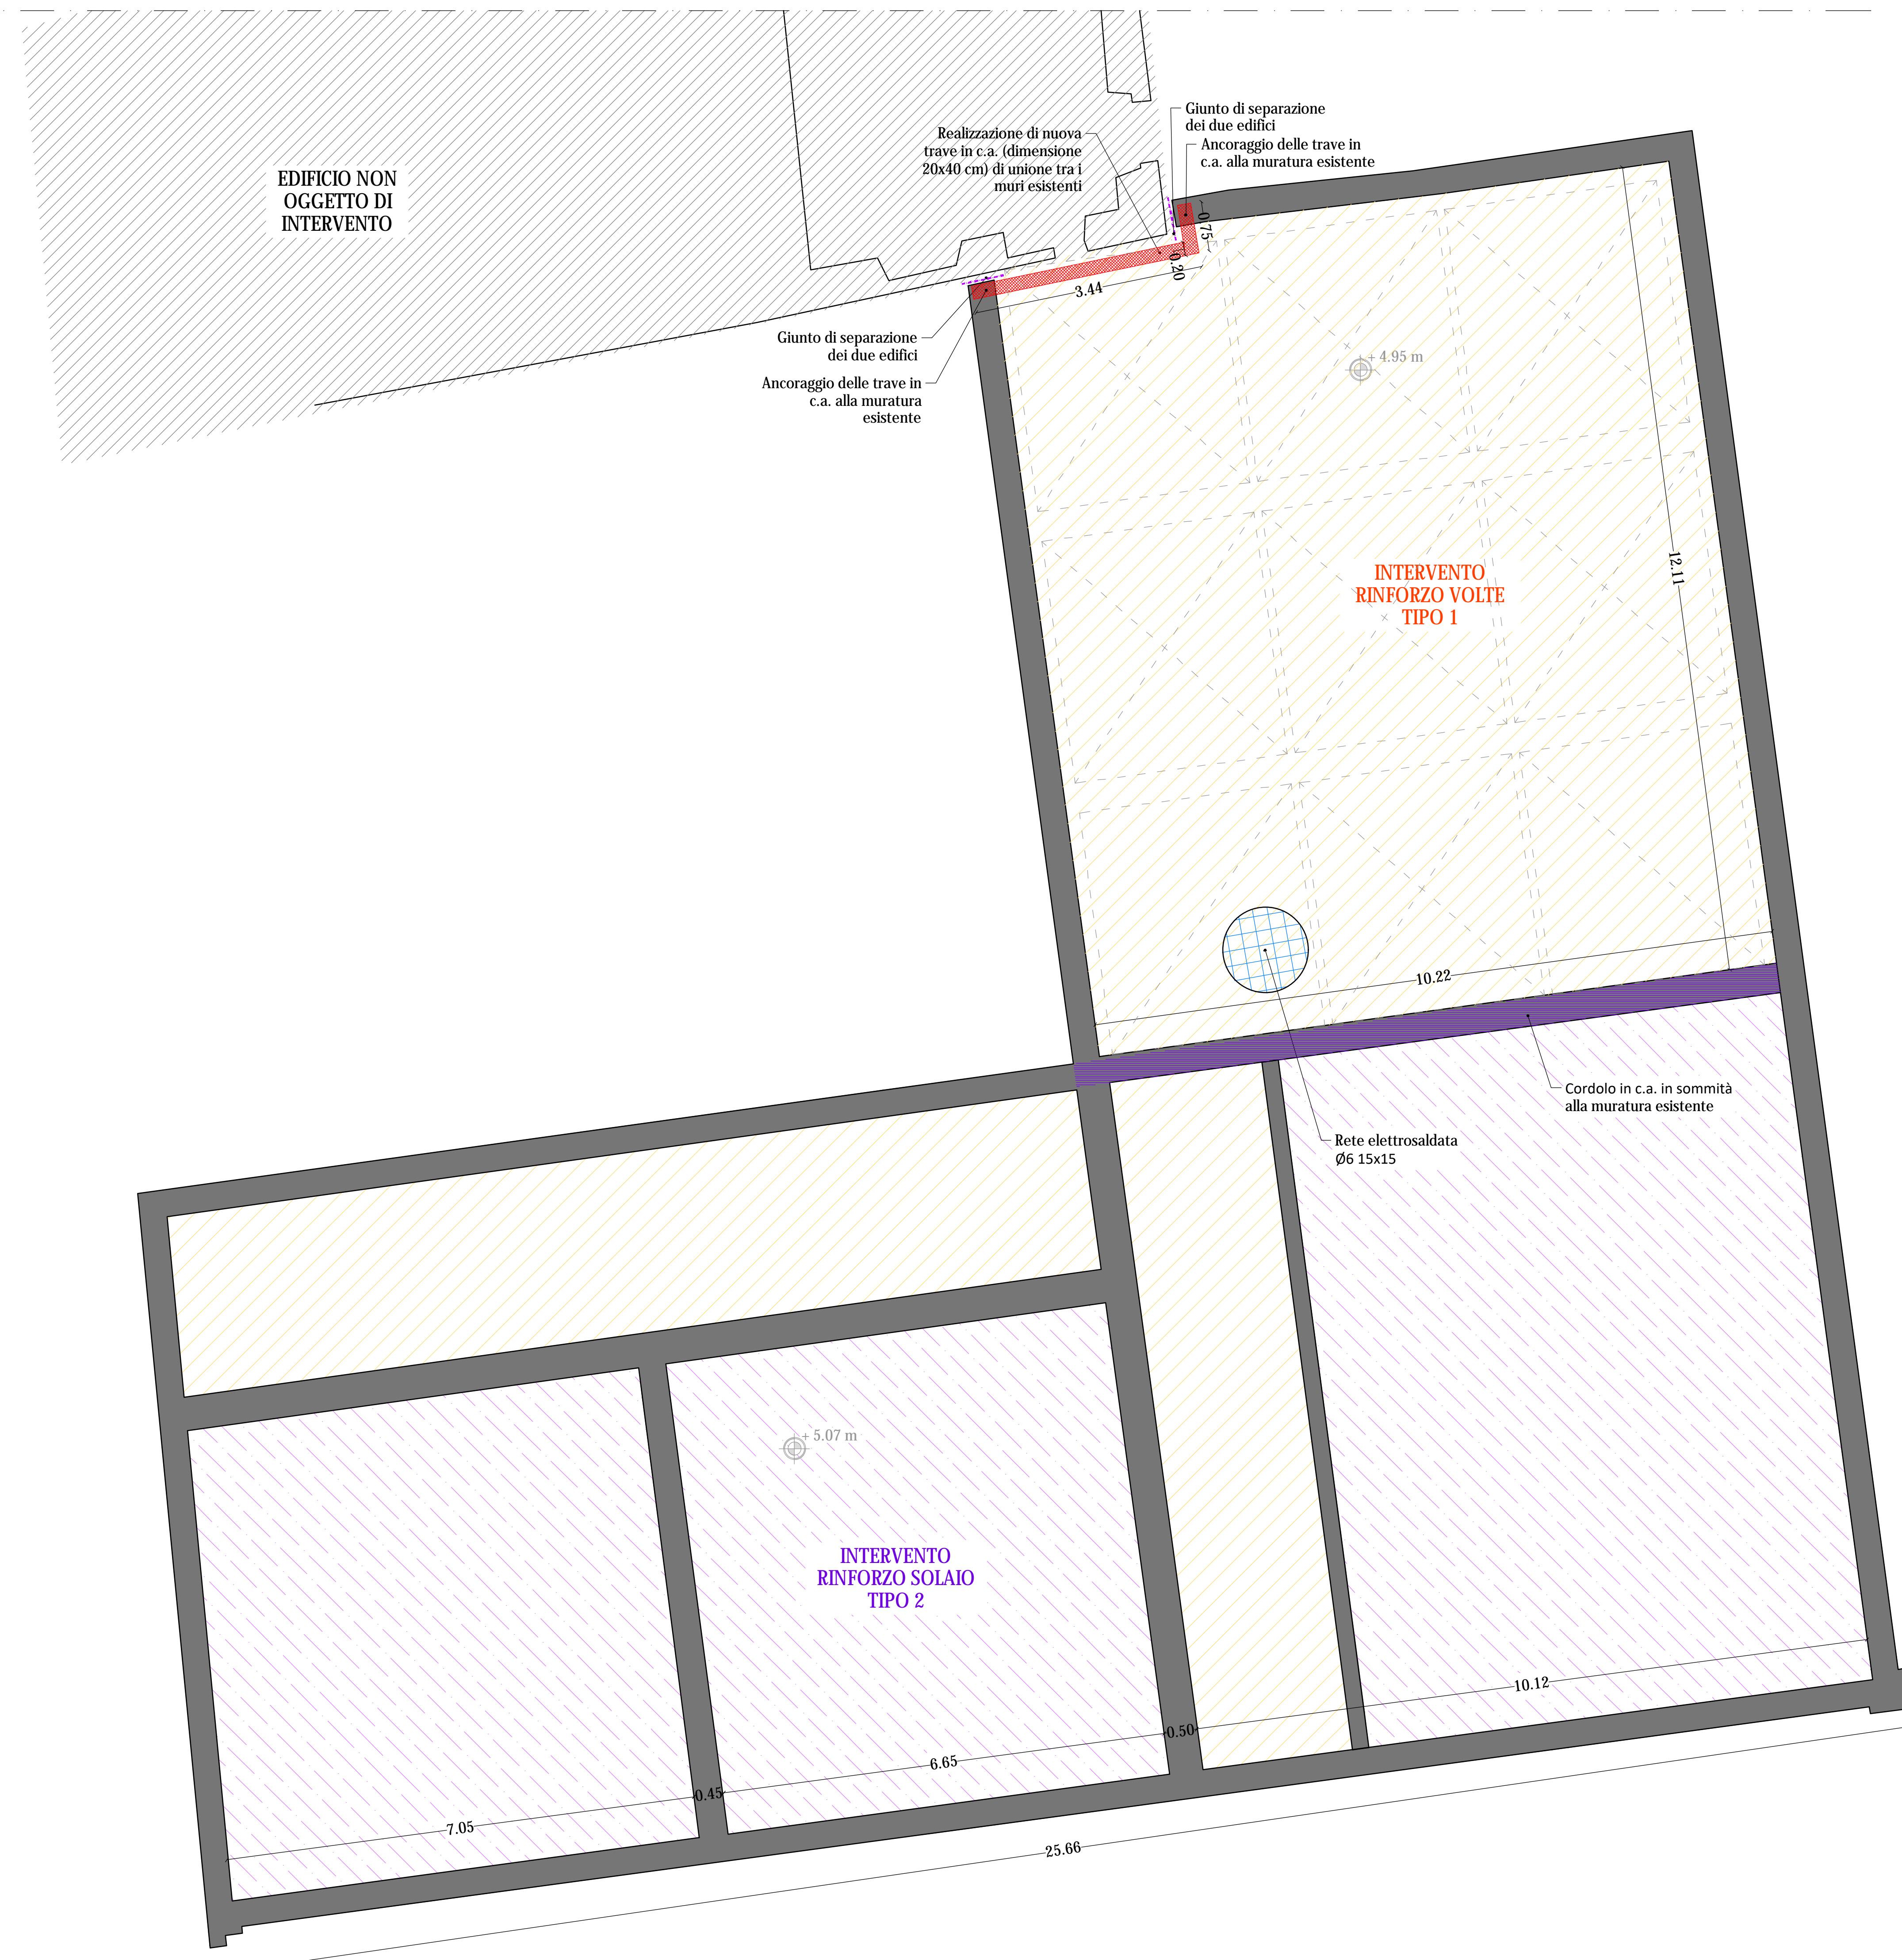 Giunto di separazione
dei due edifici
Ancoraggio delle trave in
c.a. alla muratura esistente
Realizzazione di nuova
trave in c.a. (dimensione
20x40 cm) di unione tra i
muri esistenti
EDIFICIO NON
OGGETTO DI
INTERVENTO
0.75
0.20
3.44
Giunto di separazione
dei due edifici
Ancoraggio delle trave in
c.a. alla muratura
esistente
+ 4.95 m
12.11
INTERVENTO
RINFORZO VOLTE
TIPO 1
10.22
Cordolo in c.a. in sommità
alla muratura esistente
Rete elettrosaldata
Ø6 15x15
+ 5.07 m
INTERVENTO
RINFORZO SOLAIO
TIPO 2
10.12
0.50
6.65
0.45
7.05
25.66